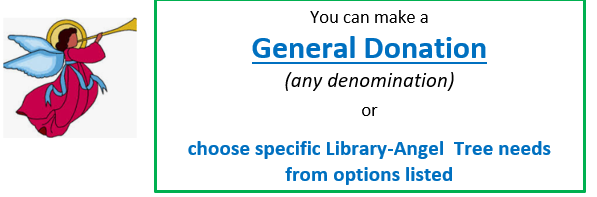 You can make a
General Donation
(any denomination)
or
choose specific Library-Angel  Tree needs
from options listed